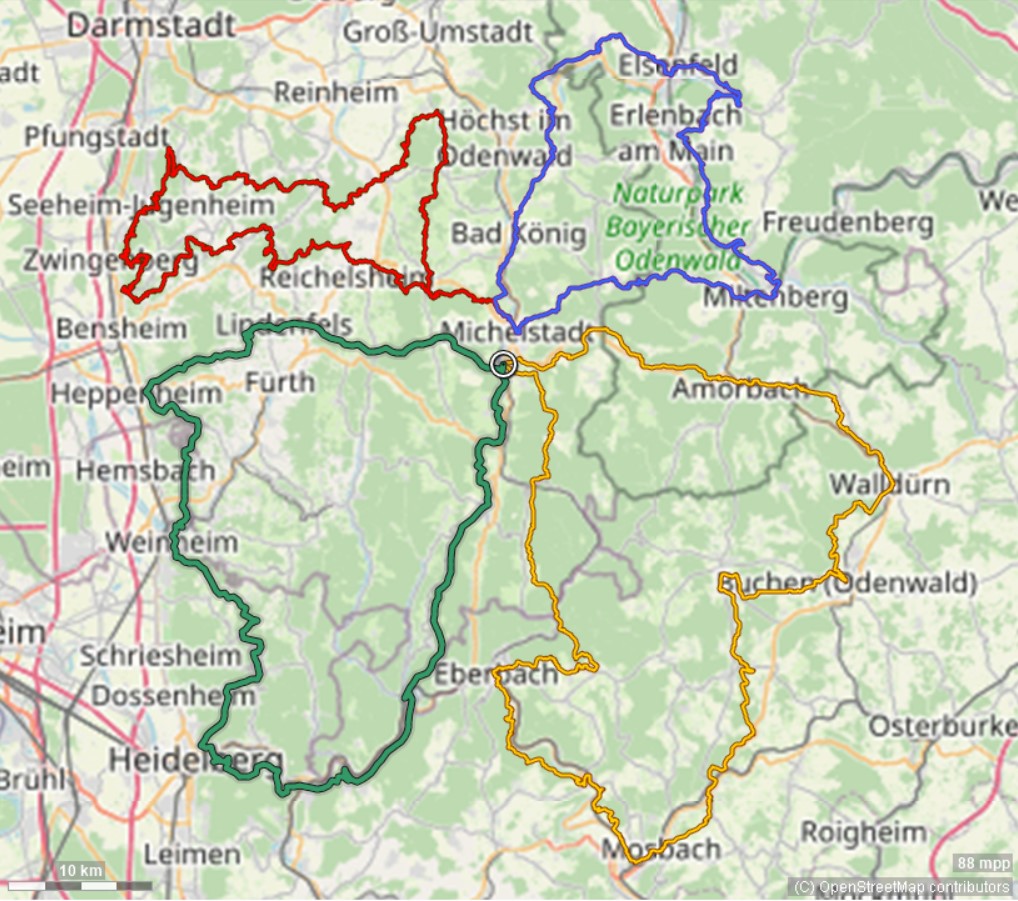 Darmstadt
Groß-Umstadt
Elsenfeld
Reinheim
Höchst im
Odenwald
Erlenbach
am Main
Pfungstadt
Naturpark
Bayerischer
Odenwald
Seeheim-Jugenheim
Freudenberg
Bad König
Zwingenberg
Reichelsheim
Miltenberg
Bensheim
Lindenfels
Michelstadt
Heppenheim
Fürth
Amorbach
eim
Hemsbach
Walldürn
Weinheim
Buchen (Odenwald)
eim
Schriesheim
Eberbach
Dossenheim
Osterburke
Heidelberg
Brühl
Leimen
Mosbach
Roigheim
10 km
88 mpp
(C) OpenStreetMap contributors